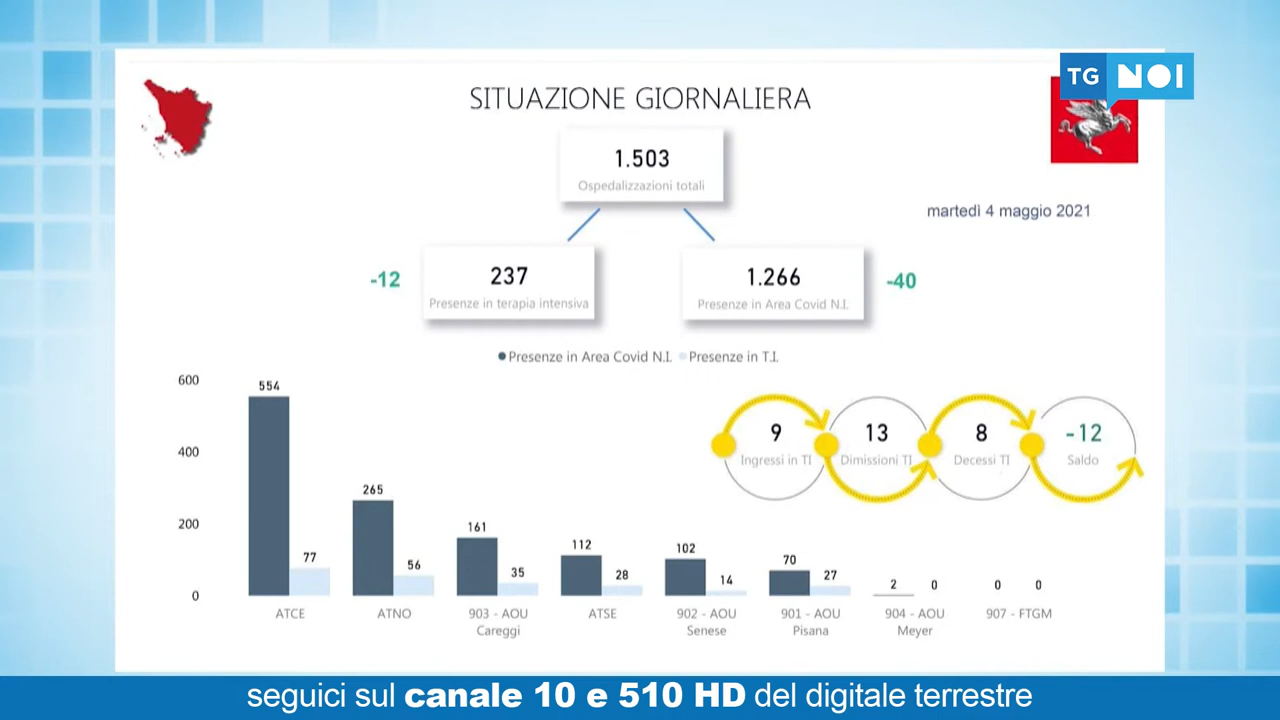 TG NOI
SITUAZIONE GIORNALIERA
1.503
Ospedalizzazioni totali
martedì 4 maggio 2021
-12
237
Presenze in terapia intensiva
1.266
Presenze in Area Covid N.I.
-40
Presenze in Area Covid N.I. Presenze in T.I.
600
400
200
0
554
77
265
56
161
35
112
28
102
14
70
27
2
0
0
0
9
Ingressi in TI
13
Dimissioni TI
8
Decessi TI
-12
Saldo
ATCE
ATNO
903 - AOU
Careggi
ATSE
902 - AOU
Senese
901 - AOU
Pisana
904 - AOU
Meyer
907 - FTGM
seguici sul canale 10 e 510 HD del digitale terrestre